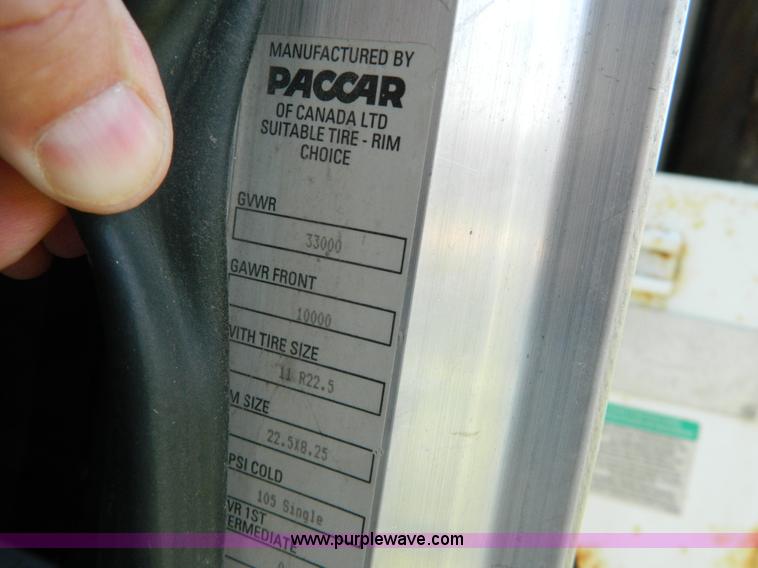 MANUFACTURED BY
PACCAR
OF CANADA LTD
SUITABLE TIRE - RIM
CHOICE
GVWR
33000
GAWR FRONT
10000
WITH TIRE SIZE
11 R22.5
M SIZE
22.5X8.25
PSI COLD
105 Single
VR 1ST
ERMEDIATE
www.purplewave.com